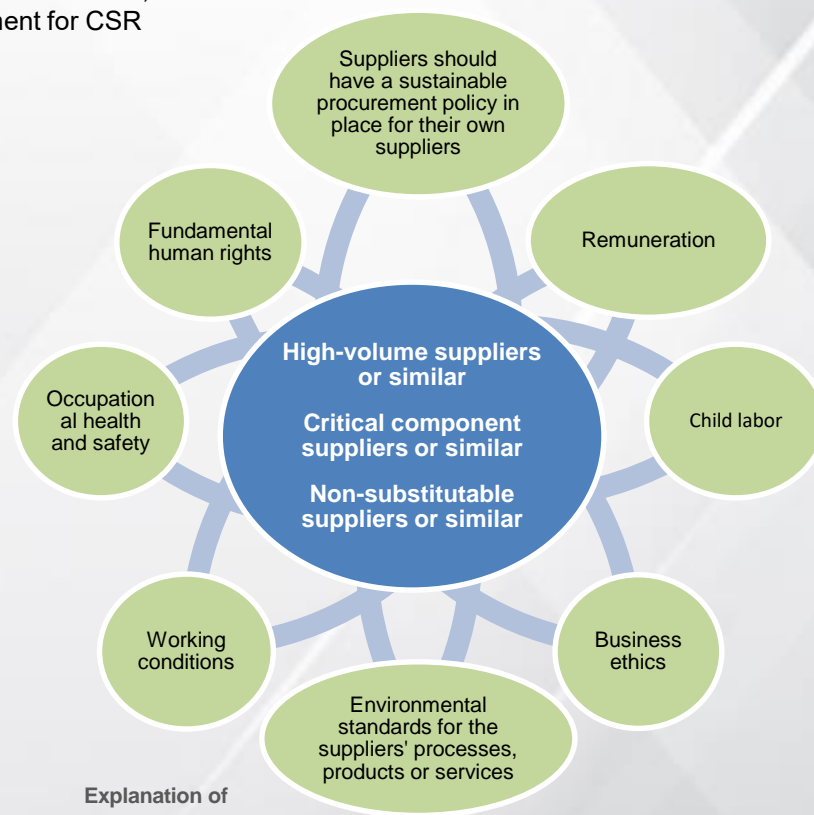 ment for CSR
Suppliers should
have a sustainable
procurement policy in
place for their own
suppliers
Fundamental
human rights
Remuneration
High-volume suppliers
or similar
Critical component
suppliers or similar
Non-substitutable
suppliers or similar
Occupation
al health
and safety
Child labor
Working
conditions
Business
ethics
Environmental
standards for the
suppliers' processes,
products or services
Explanation of